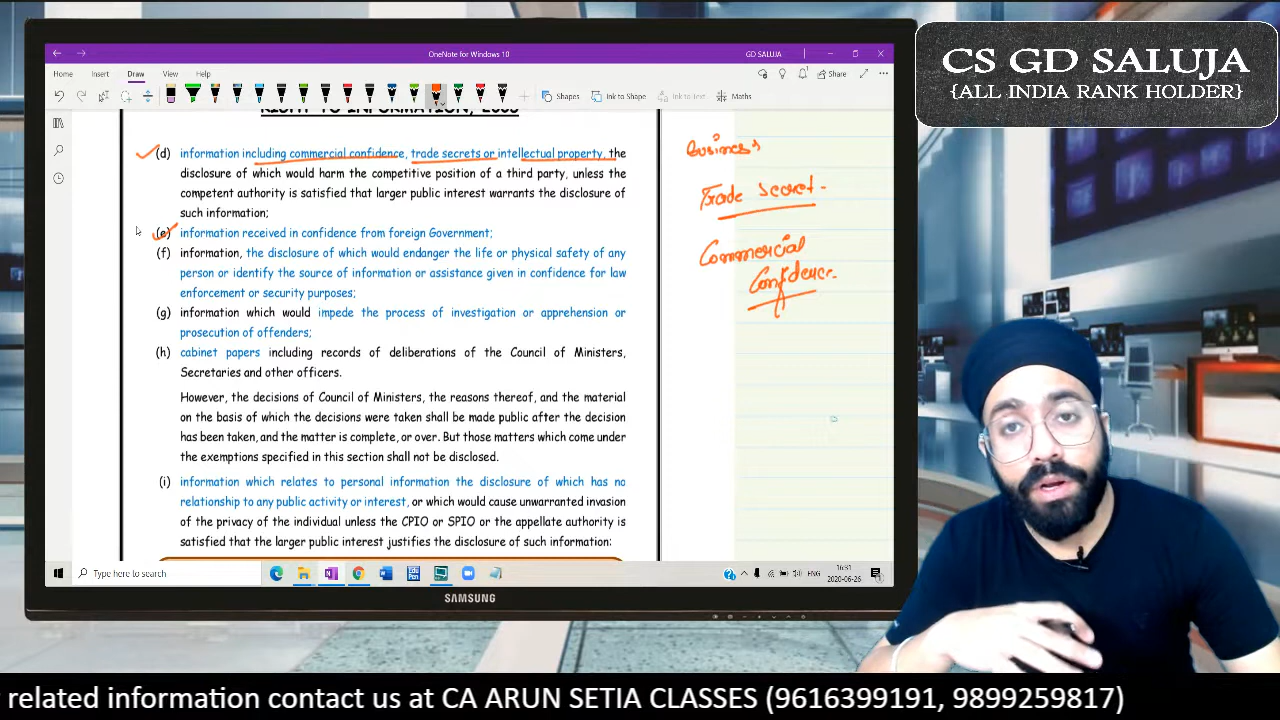 CS GD SALUJA
{ALL INDIA RANK HOLDER}
OneNote for Windows 10
GD SALUJA
Home Insert Draw View Help
Share
Shapes Ink to Shape Ink to Text Maths
RIGHT TO INFORMATION, 2005
(d) information including commercial confidence, trade secrets or intellectual property, the
disclosure of which would harm the competitive position of a third party, unless the
competent authority is satisfied that larger public interest warrants the disclosure of
such information;
(e) information received in confidence from foreign Government;
(f) information, the disclosure of which would endanger the life or physical safety of any
person or identify the source of information or assistance given in confidence for law
enforcement or security purposes;
(g) information which would impede the process of investigation or apprehension or
prosecution of offenders;
(h) cabinet papers including records of deliberations of the Council of Ministers,
Secretaries and other officers.
However, the decisions of Council of Ministers, the reasons thereof, and the material
on the basis of which the decisions were taken shall be made public after the decision
has been taken, and the matter is complete, or over. But those matters which come under
the exemptions specified in this section shall not be disclosed.
(i) information which relates to personal information the disclosure of which has no
relationship to any public activity or interest, or which would cause unwarranted invasion
of the privacy of the individual unless the CPIO or SPIO or the appellate authority is
satisfied that the larger public interest justifies the disclosure of such information:
Business
Trade secret -
Commercial
Confidence
Type here to search
ENG
16:31
2020-06-26
SAMSUNG
related information contact us at CA ARUN SETIA CLASSES (9616399191, 9899259817)